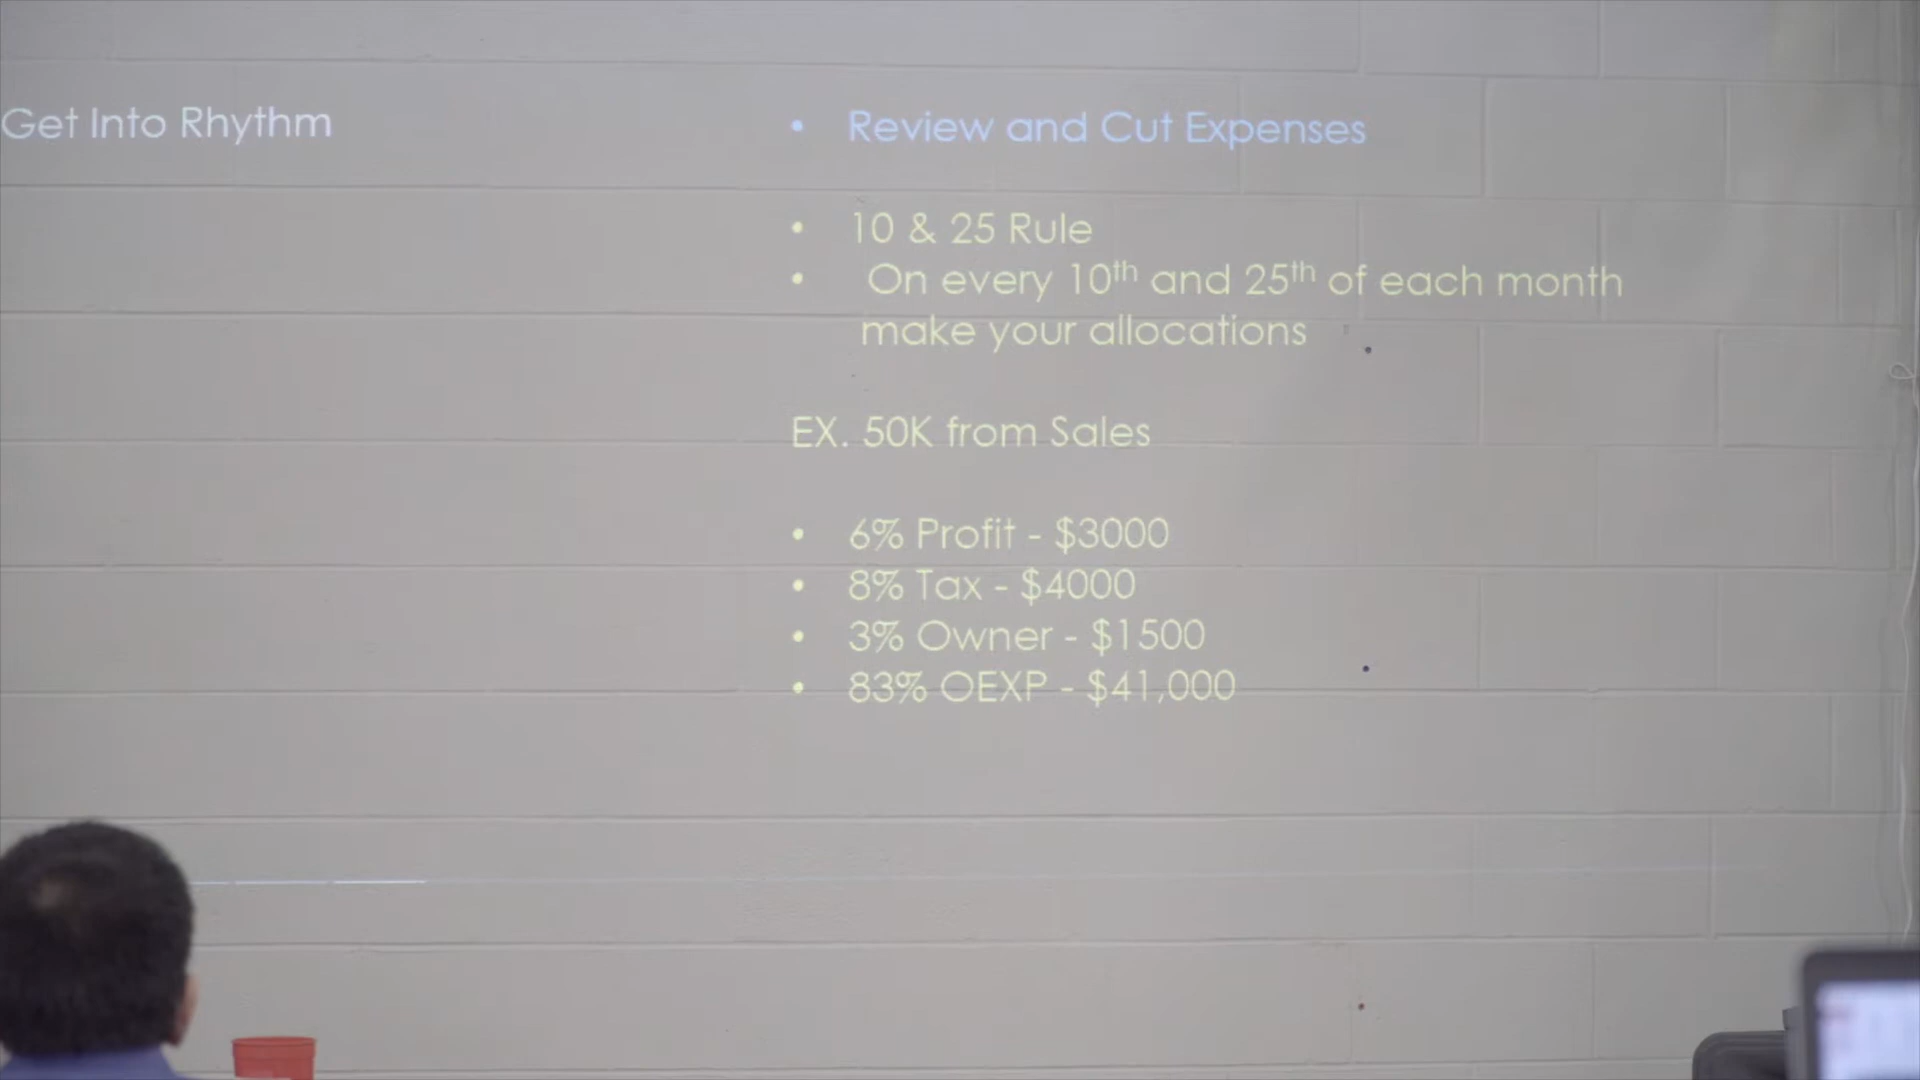 Get Into Rhythm
• Review and Cut Expenses
• 10 & 25 Rule
• On every 10th and 25th of each month
make your allocations
EX. 50K from Sales
• 6% Profit - $3000
• 8% Tax - $4000
• 3% Owner - $1500
• 83% OEXP - $41,000